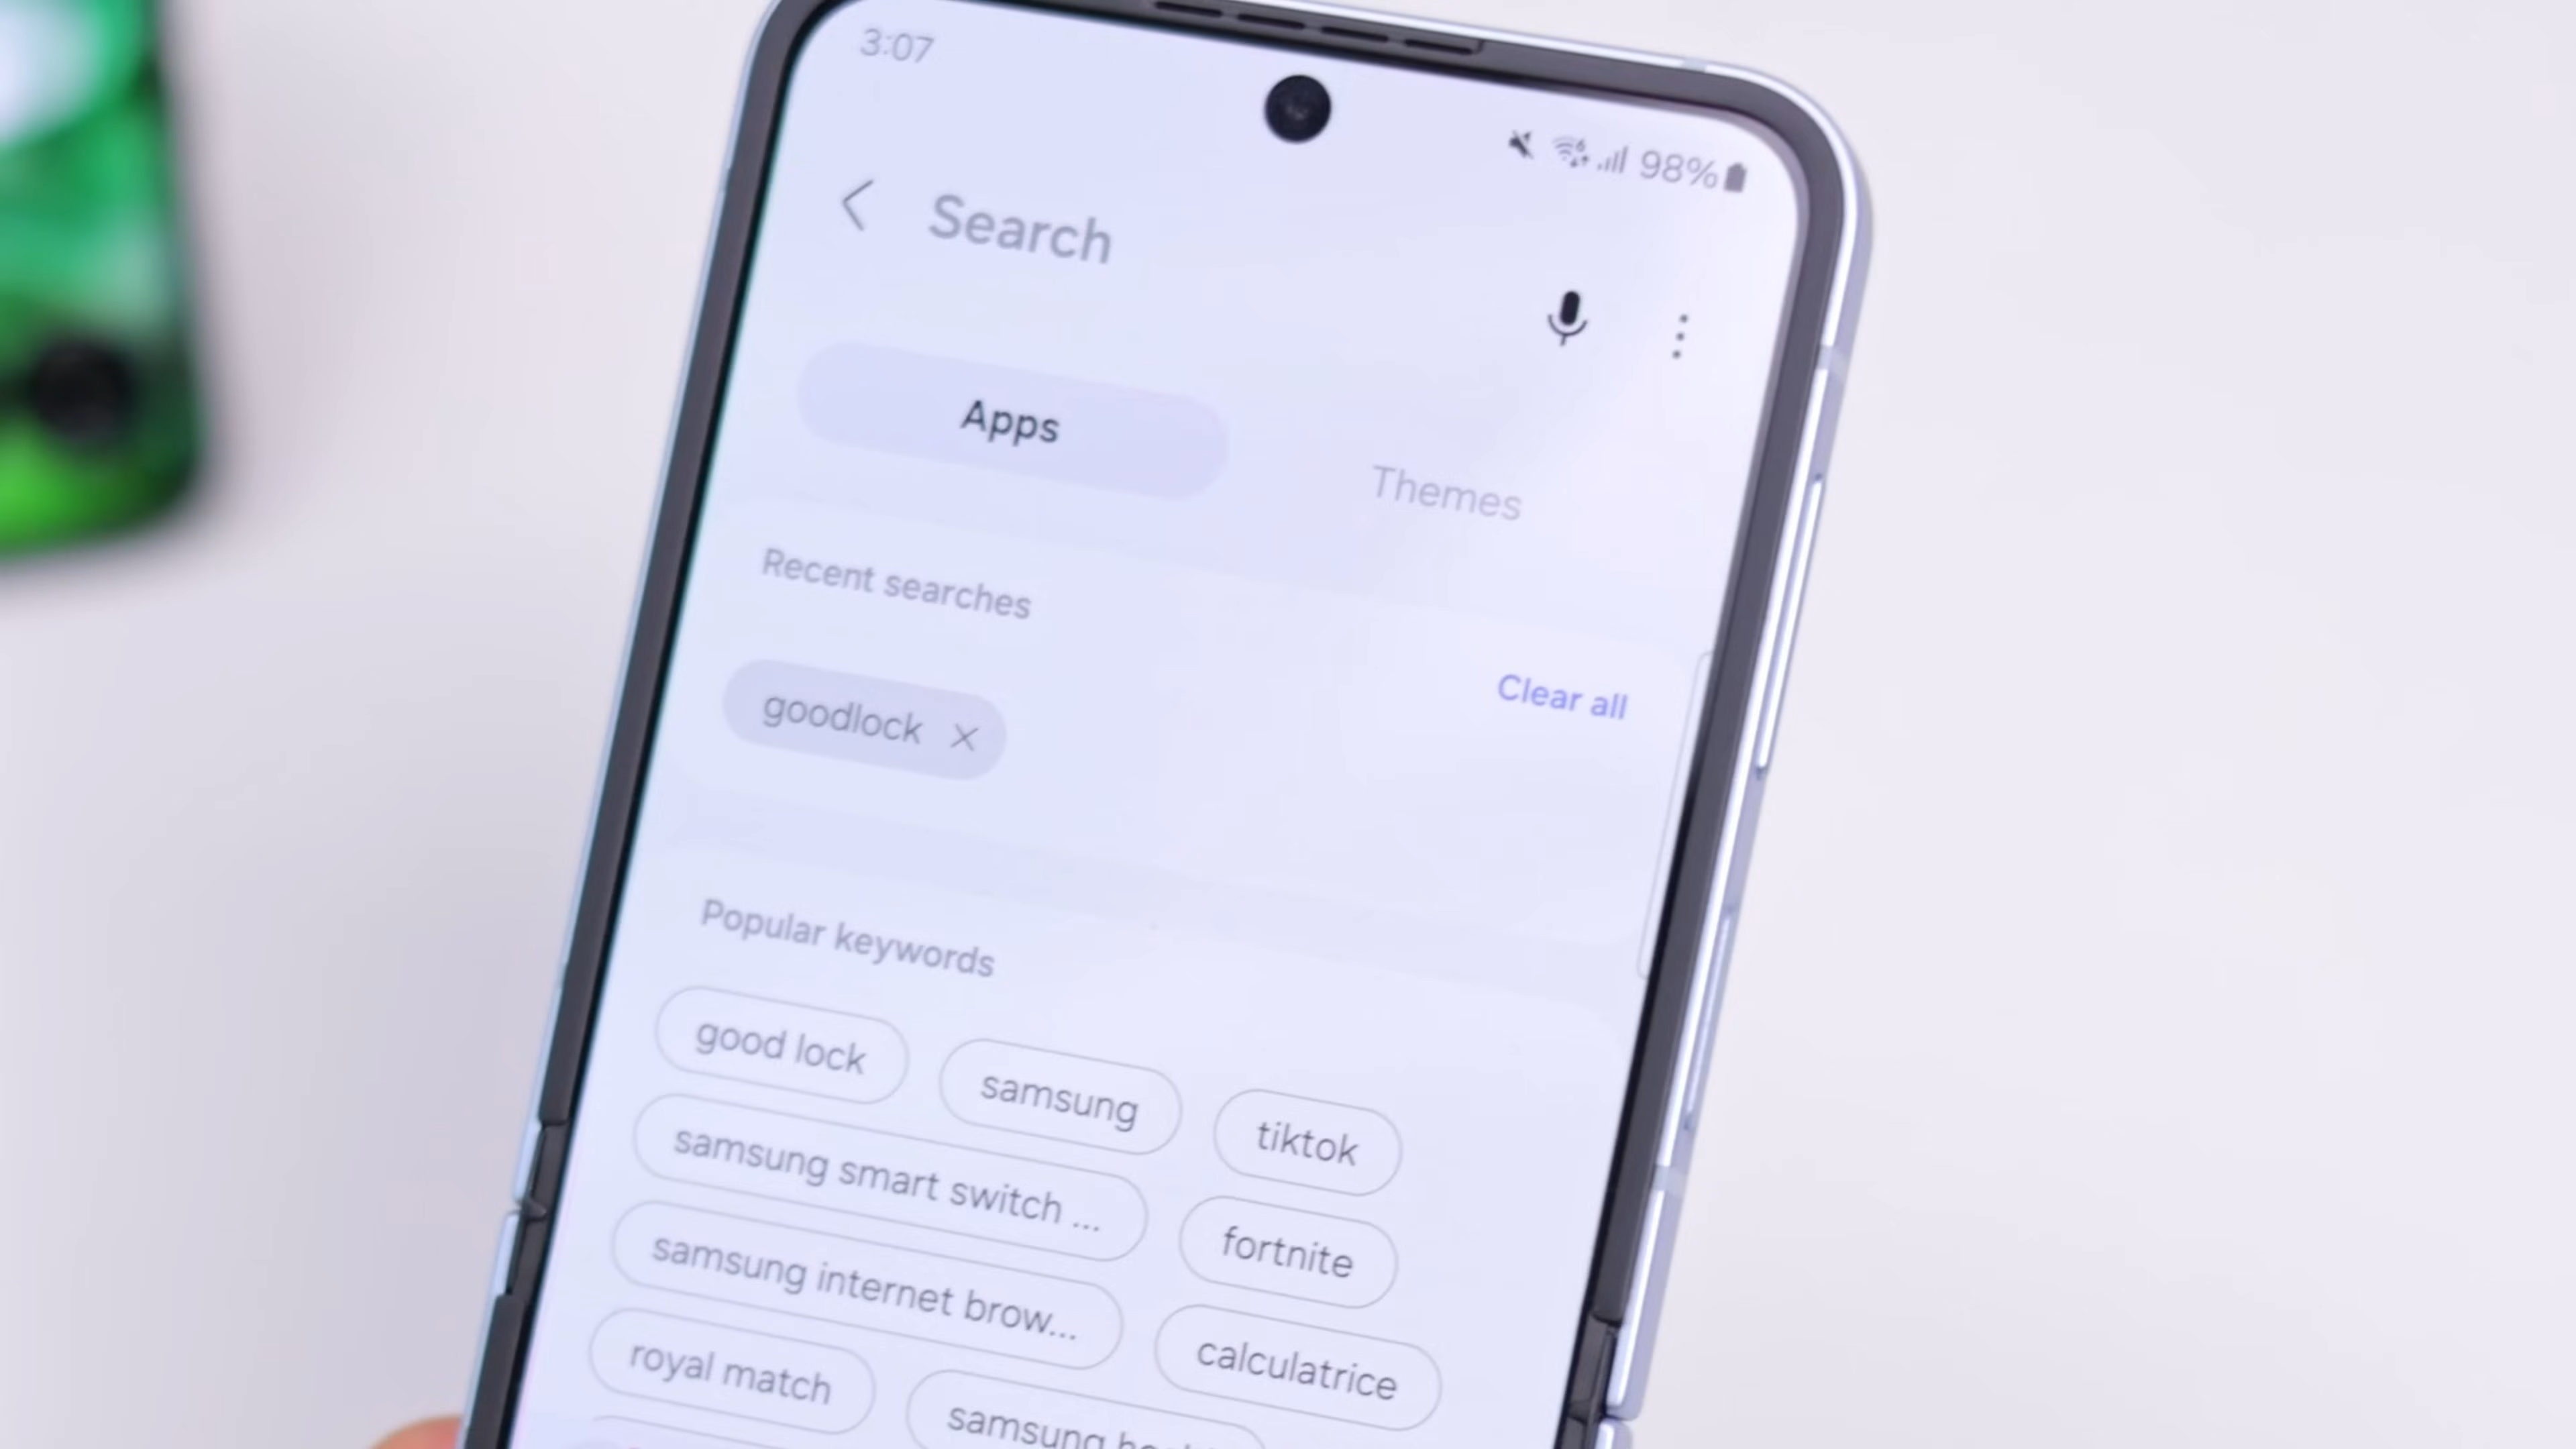 3:07
98%
Search
Apps
Themes
Recent searches
Clear all
goodlock
Popular keywords
good lock
samsung
tiktok
samsung smart switch ...
fortnite
samsung internet brow...
calculatrice
royal match
samsung